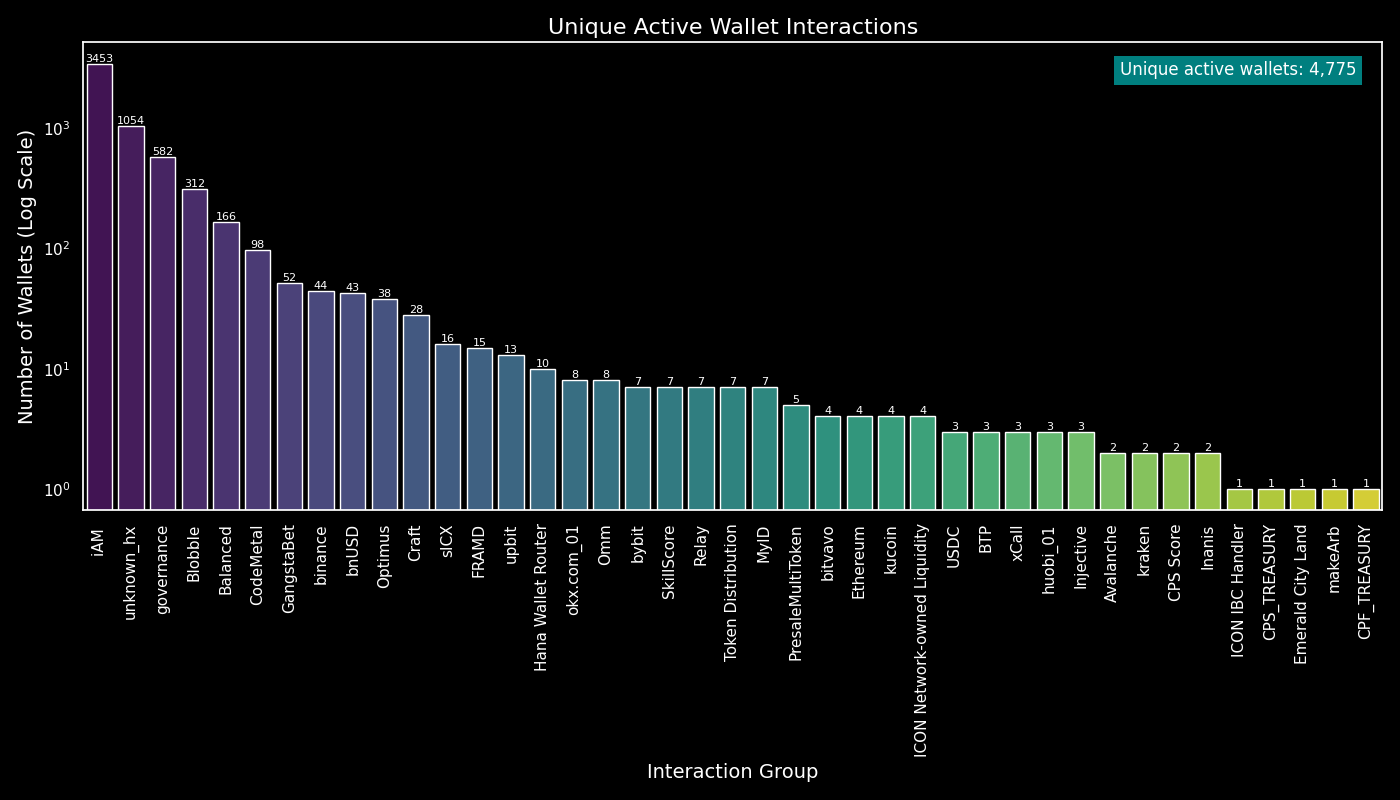 Unique Active Wallet Interactions
Unique active wallets: 4,775
Number of Wallets (Log Scale)
10³
10²
10¹
10⁰
3453
1054
582
312
166
98
52
44
43
38
28
16
15
13
10
8
8
7
7
7
7
7
5
4
4
4
4
3
3
3
3
3
2
2
2
2
1
1
1
1
1
iAM
unknown_hx
governance
Blobble
Balanced
CodeMetal
GangstaBet
binance
bnUSD
Optimus
Craft
sICX
FRAMD
upbit
Hana Wallet Router
okx.com_01
Omm
bybit
SkillScore
Relay
Token Distribution
MyID
PresaleMultiToken
bitvavo
Ethereum
kucoin
ICON Network-owned Liquidity
USDC
BTP
xCall
huobi_01
Injective
Avalanche
kraken
CPS Score
Inanis
ICON IBC Handler
CPS_TREASURY
Emerald City Land
makeArb
CPF_TREASURY
Interaction Group